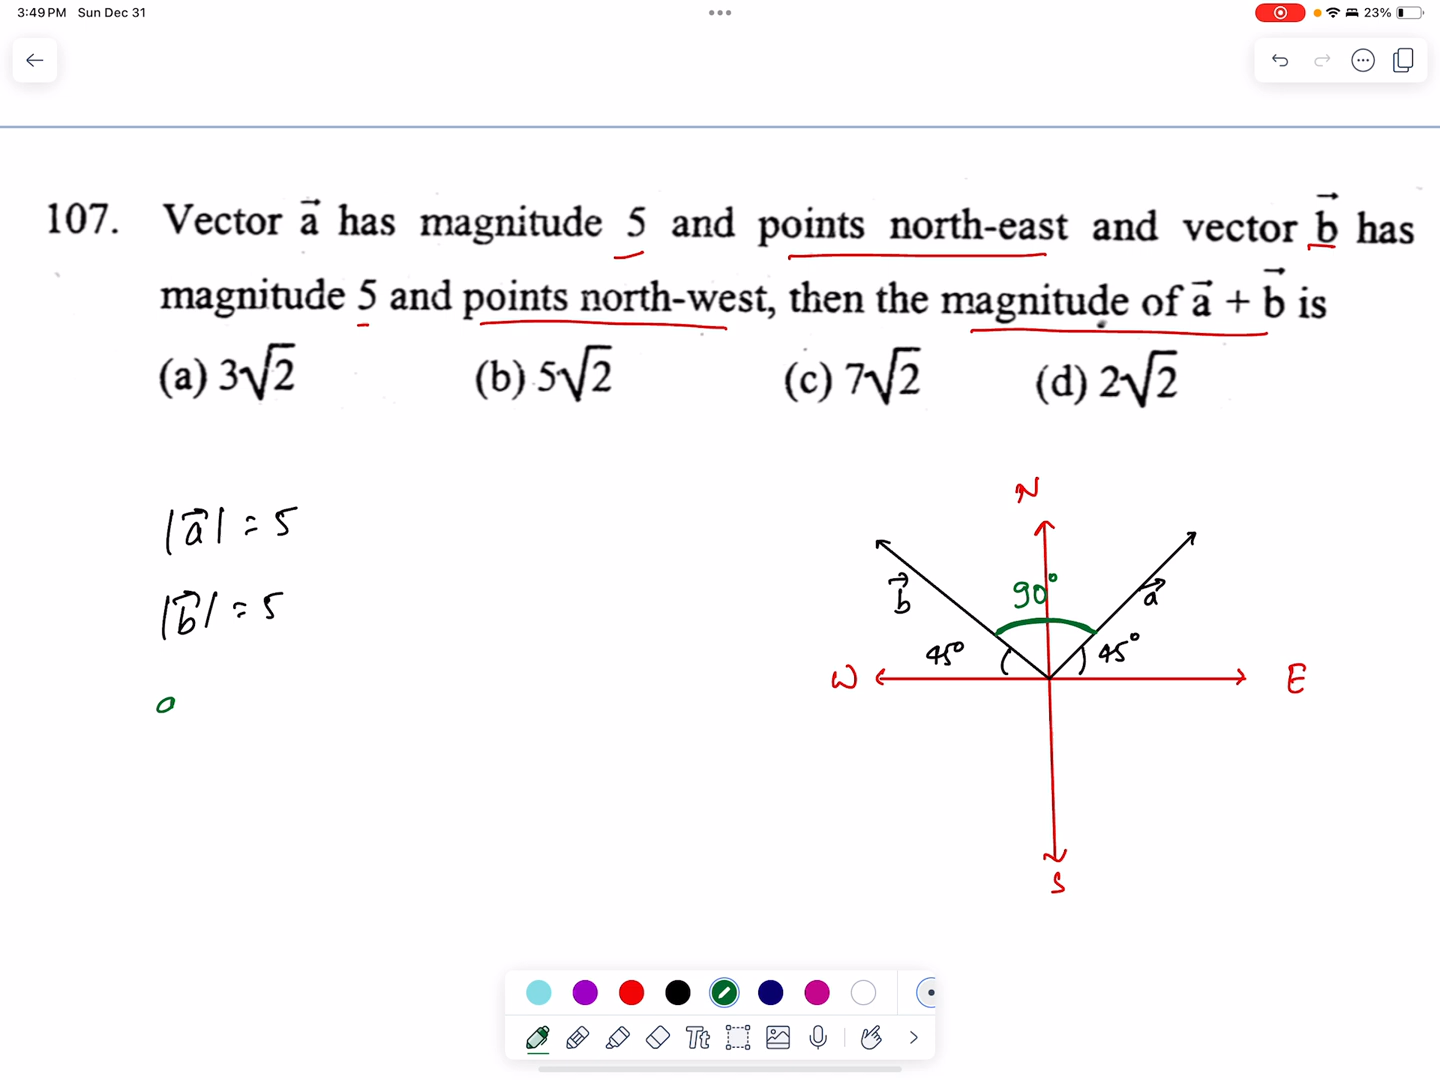 3:49 PM Sun Dec 31
23%
107. Vector a⃗ has magnitude 5 and points north-east and vector b⃗ has
magnitude 5 and points north-west, then the magnitude of a⃗ + b⃗ is
(a) 3√2 (b) 5√2 (c) 7√2 (d) 2√2
|a⃗| = 5
|b⃗| = 5
N
b⃗
90°
a⃗
45°
45°
W
E
S
Tt